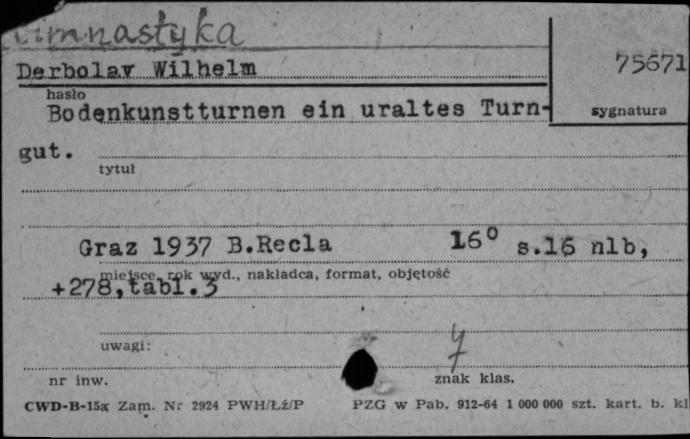 Gimnastyka
Derbolav Wilhelm
75671
hasło
sygnatura
Bodenkunstturnen ein uraltes Turn-
gut.
tytuł
Graz 1937 B.Recla 16° s.16 nlb,
miejsce, rok wyd., nakładca, format, objętość
+278,tabl.3
uwagi:
y
nr inw.
znak klas.
CWD-B-15a Zam. Nr 2924 PWH/Łź/P PZG w Pab. 912-64 1 000 000 szt. kart. b. kl